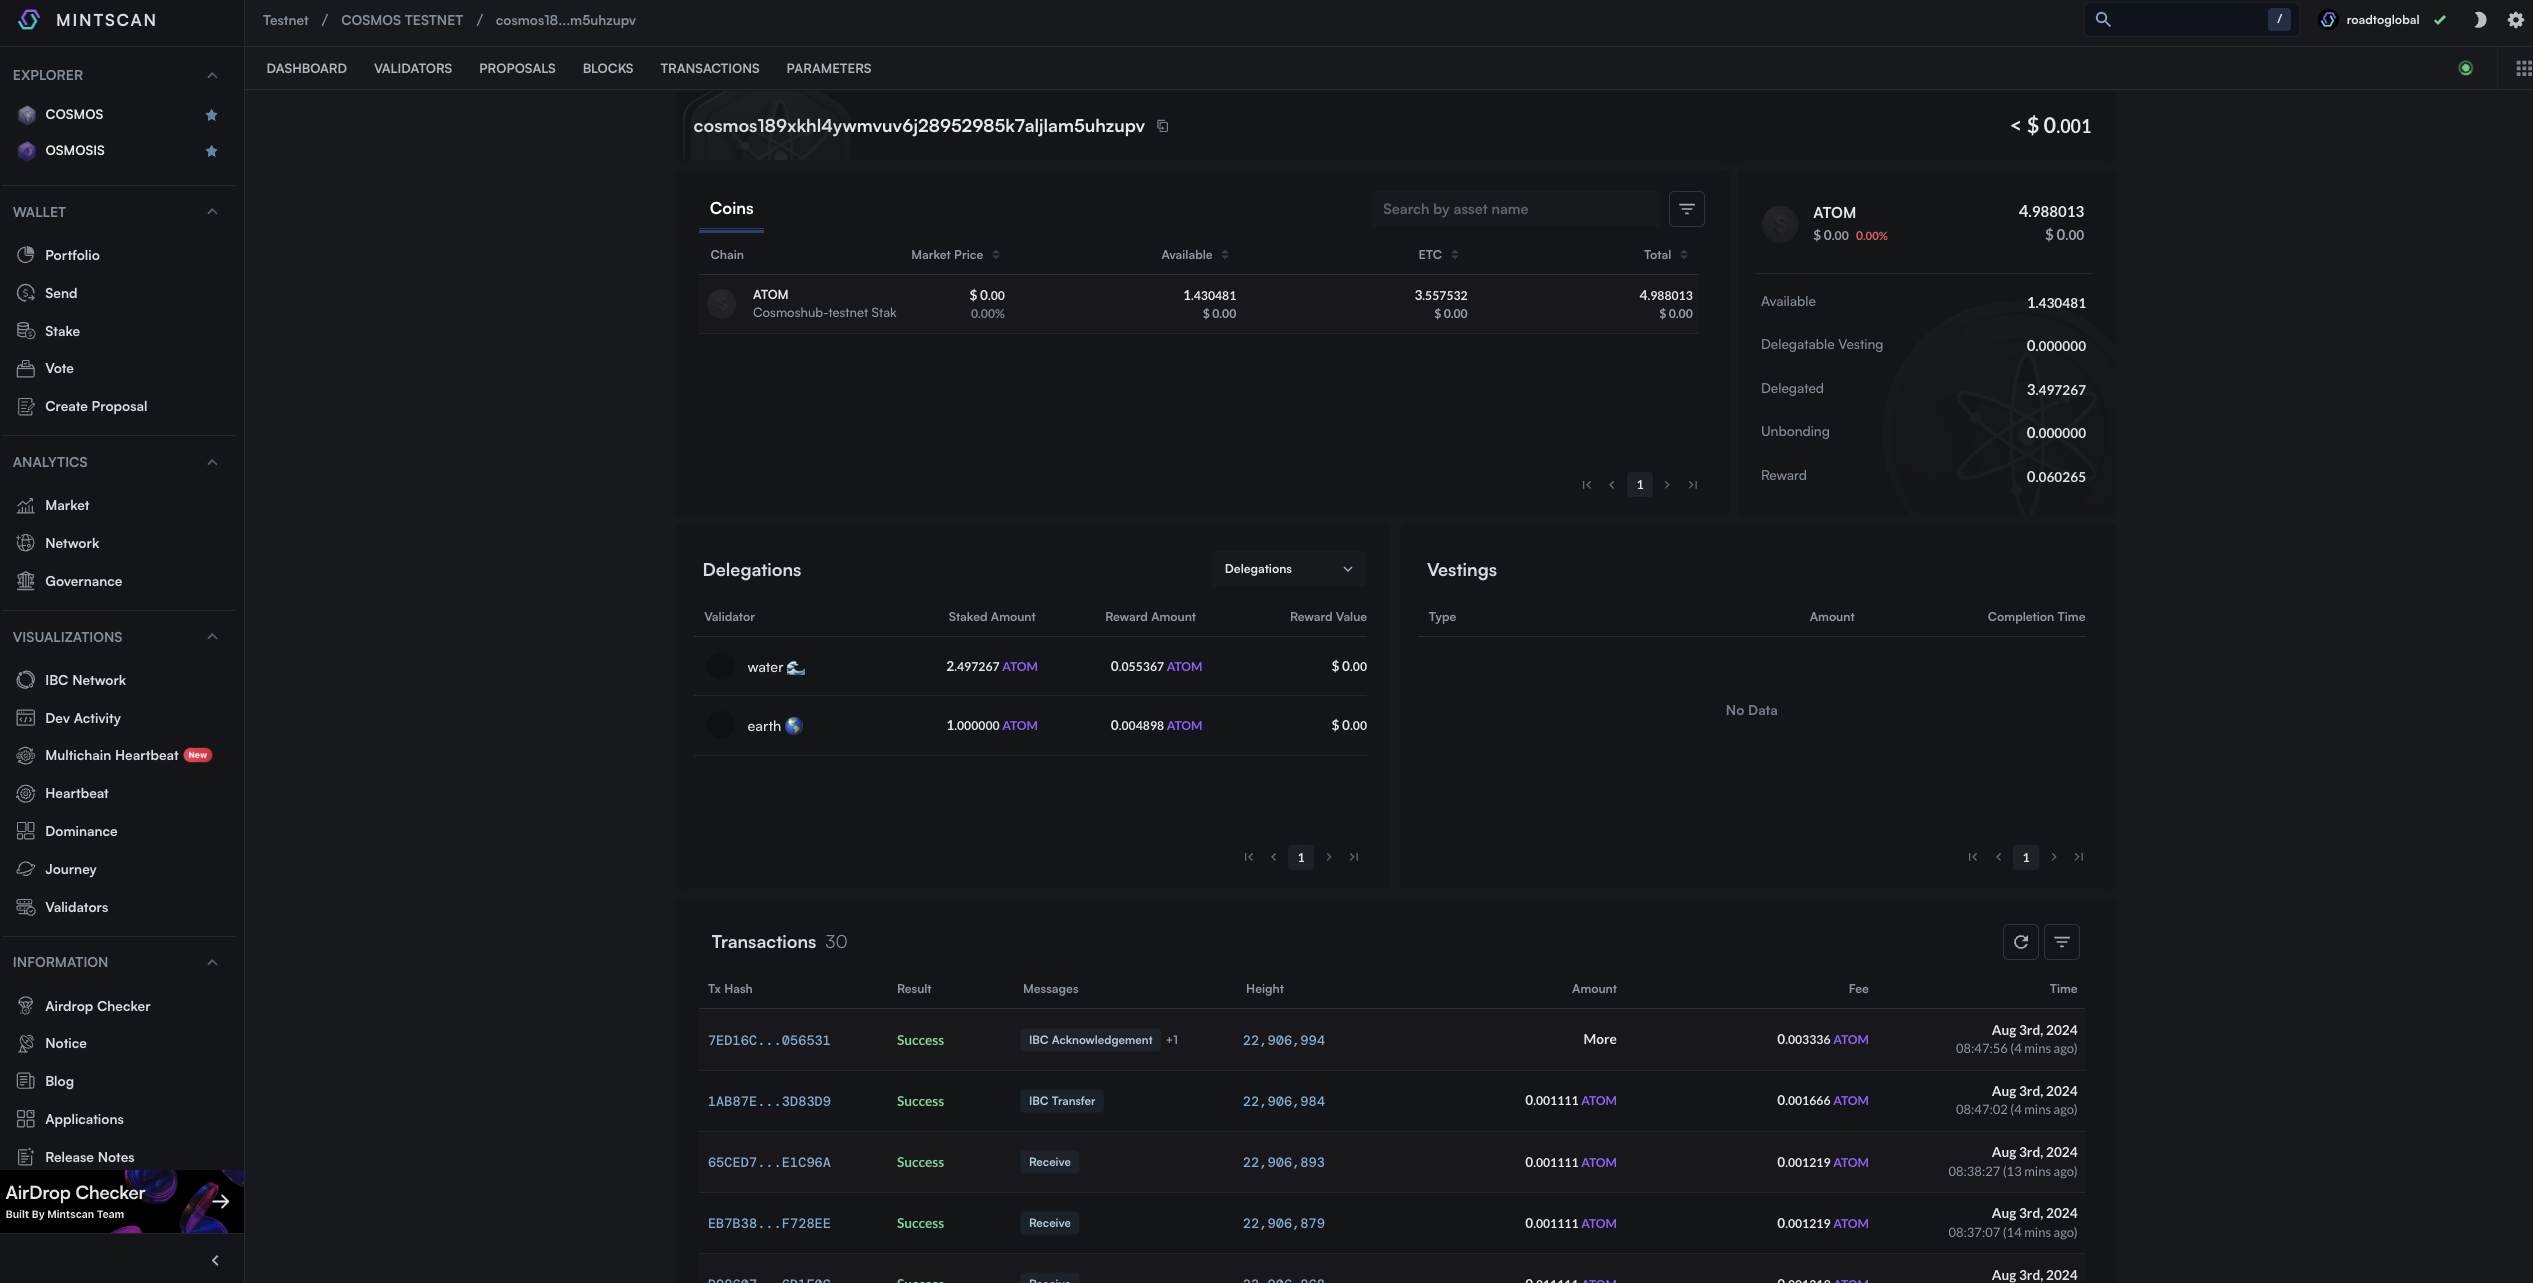 MINTSCAN
Testnet / COSMOS TESTNET / cosmos18...m5uhzupv
/
roadtoglobal
DASHBOARD VALIDATORS PROPOSALS BLOCKS TRANSACTIONS PARAMETERS
EXPLORER
COSMOS
OSMOSIS
WALLET
Portfolio
Send
Stake
Vote
Create Proposal
ANALYTICS
Market
Network
Governance
VISUALIZATIONS
IBC Network
Dev Activity
Multichain Heartbeat New
Heartbeat
Dominance
Journey
Validators
INFORMATION
Airdrop Checker
Notice
Blog
Applications
Release Notes
AirDrop Checker
Built By Mintscan Team
cosmos189xkhl4ywmvuv6j28952985k7aljlam5uhzupv
< $ 0.001
Coins
Search by asset name
Chain Market Price Available ETC Total
ATOM $ 0.00 1.430481 3.557532 4.988013
Cosmoshub-testnet Stak 0.00% $ 0.00 $ 0.00 $ 0.00
1
ATOM 4.988013
$ 0.00 0.00% $ 0.00
Available 1.430481
Delegatable Vesting 0.000000
Delegated 3.497267
Unbonding 0.000000
Reward 0.060265
Delegations
Delegations
Validator Staked Amount Reward Amount Reward Value
water 🌊 2.497267 ATOM 0.055367 ATOM $ 0.00
earth 🌎 1.000000 ATOM 0.004898 ATOM $ 0.00
1
Vestings
Type Amount Completion Time
No Data
1
Transactions 30
Tx Hash Result Messages Height Amount Fee Time
7ED16C...056531 Success IBC Acknowledgement +1 22,906,994 More 0.003336 ATOM Aug 3rd, 2024
08:47:56 (4 mins ago)
1AB87E...3D83D9 Success IBC Transfer 22,906,984 0.001111 ATOM 0.001666 ATOM Aug 3rd, 2024
08:47:02 (4 mins ago)
65CED7...E1C96A Success Receive 22,906,893 0.001111 ATOM 0.001219 ATOM Aug 3rd, 2024
08:38:27 (13 mins ago)
EB7B38...F728EE Success Receive 22,906,879 0.001111 ATOM 0.001219 ATOM Aug 3rd, 2024
08:37:07 (14 mins ago)
Success Receive ATOM ATOM Aug 3rd, 2024